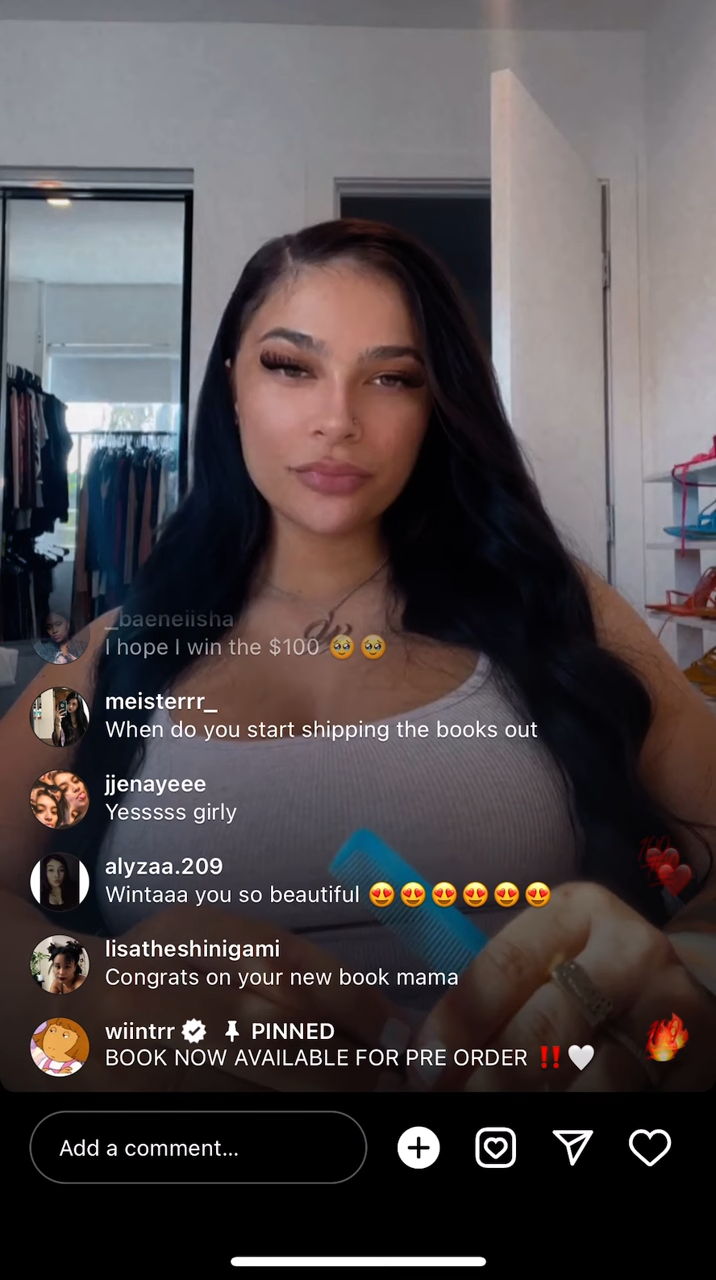 _baeneiisha
I hope I win the $100 🥹🥹
meisterrr_
When do you start shipping the books out
jjenayeee
Yesssss girly
alyzaa.209
Wintaaa you so beautiful 😍😍😍😍😍😍
lisatheshinigami
Congrats on your new book mama
wiintrr PINNED
BOOK NOW AVAILABLE FOR PRE ORDER ‼️🤍
Add a comment...